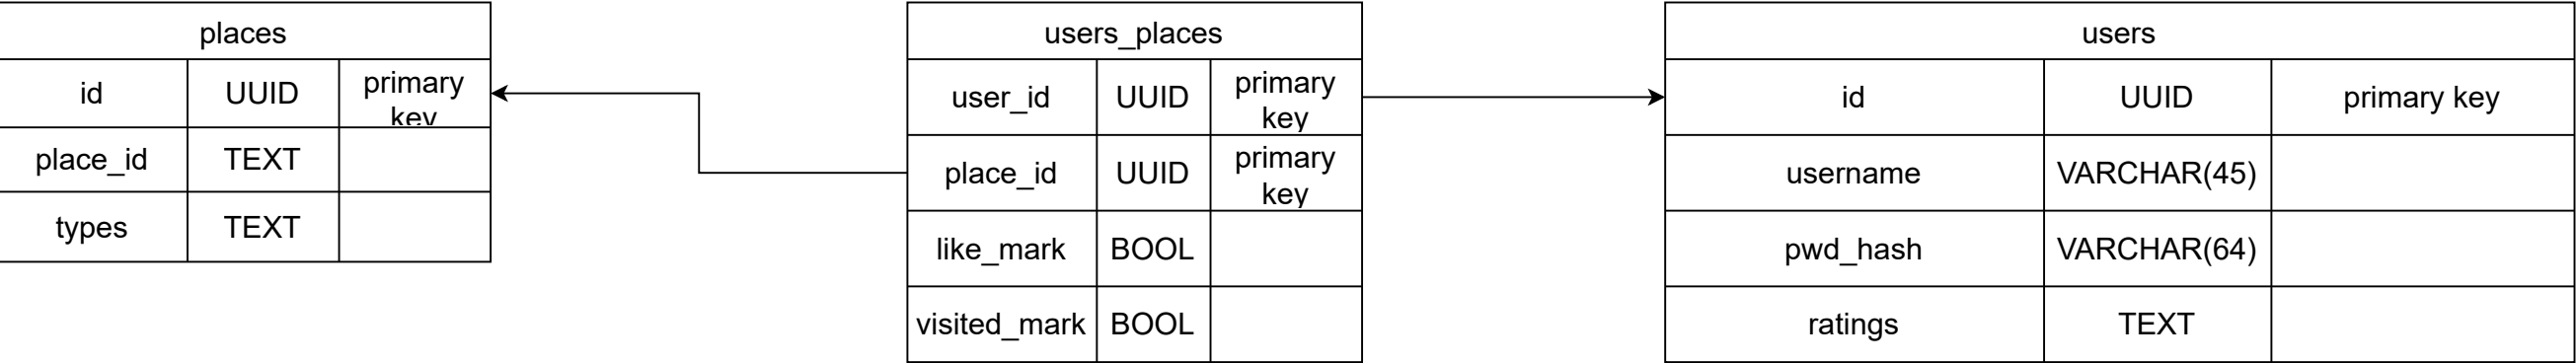 places
id UUID primary
key
place_id TEXT
types TEXT
users_places
user_id UUID primary
key
place_id UUID primary
key
like_mark BOOL
visited_mark BOOL
users
id UUID primary key
username VARCHAR(45)
pwd_hash VARCHAR(64)
ratings TEXT